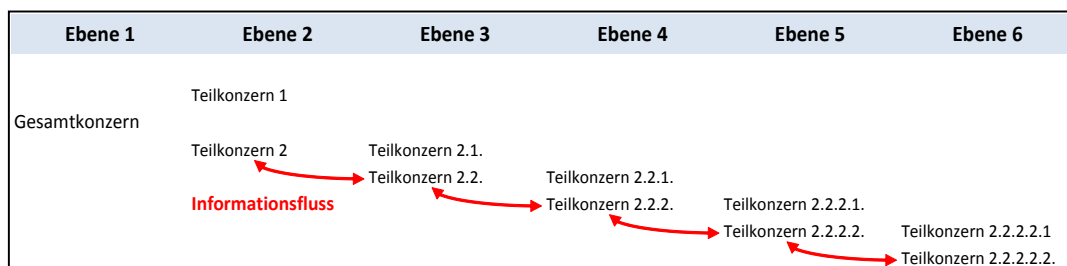 Ebene 1 Ebene 2 Ebene 3 Ebene 4 Ebene 5 Ebene 6
Teilkonzern 1
Gesamtkonzern
Teilkonzern 2 Teilkonzern 2.1.
Teilkonzern 2.2. Teilkonzern 2.2.1.
Informationsfluss Teilkonzern 2.2.2. Teilkonzern 2.2.2.1.
Teilkonzern 2.2.2.2. Teilkonzern 2.2.2.2.1
Teilkonzern 2.2.2.2.2.